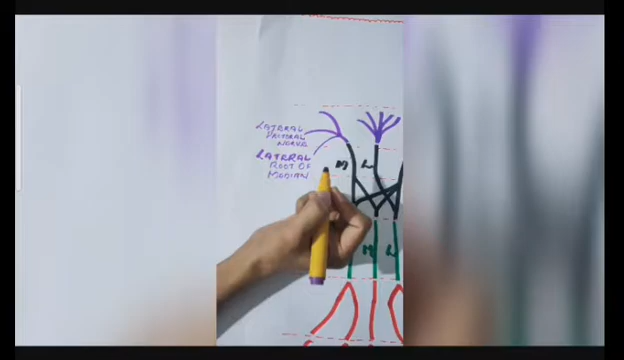 LATERAL
PECTORAL
NERVE
LATERAL
ROOT OF
MEDIAN
M L
M L